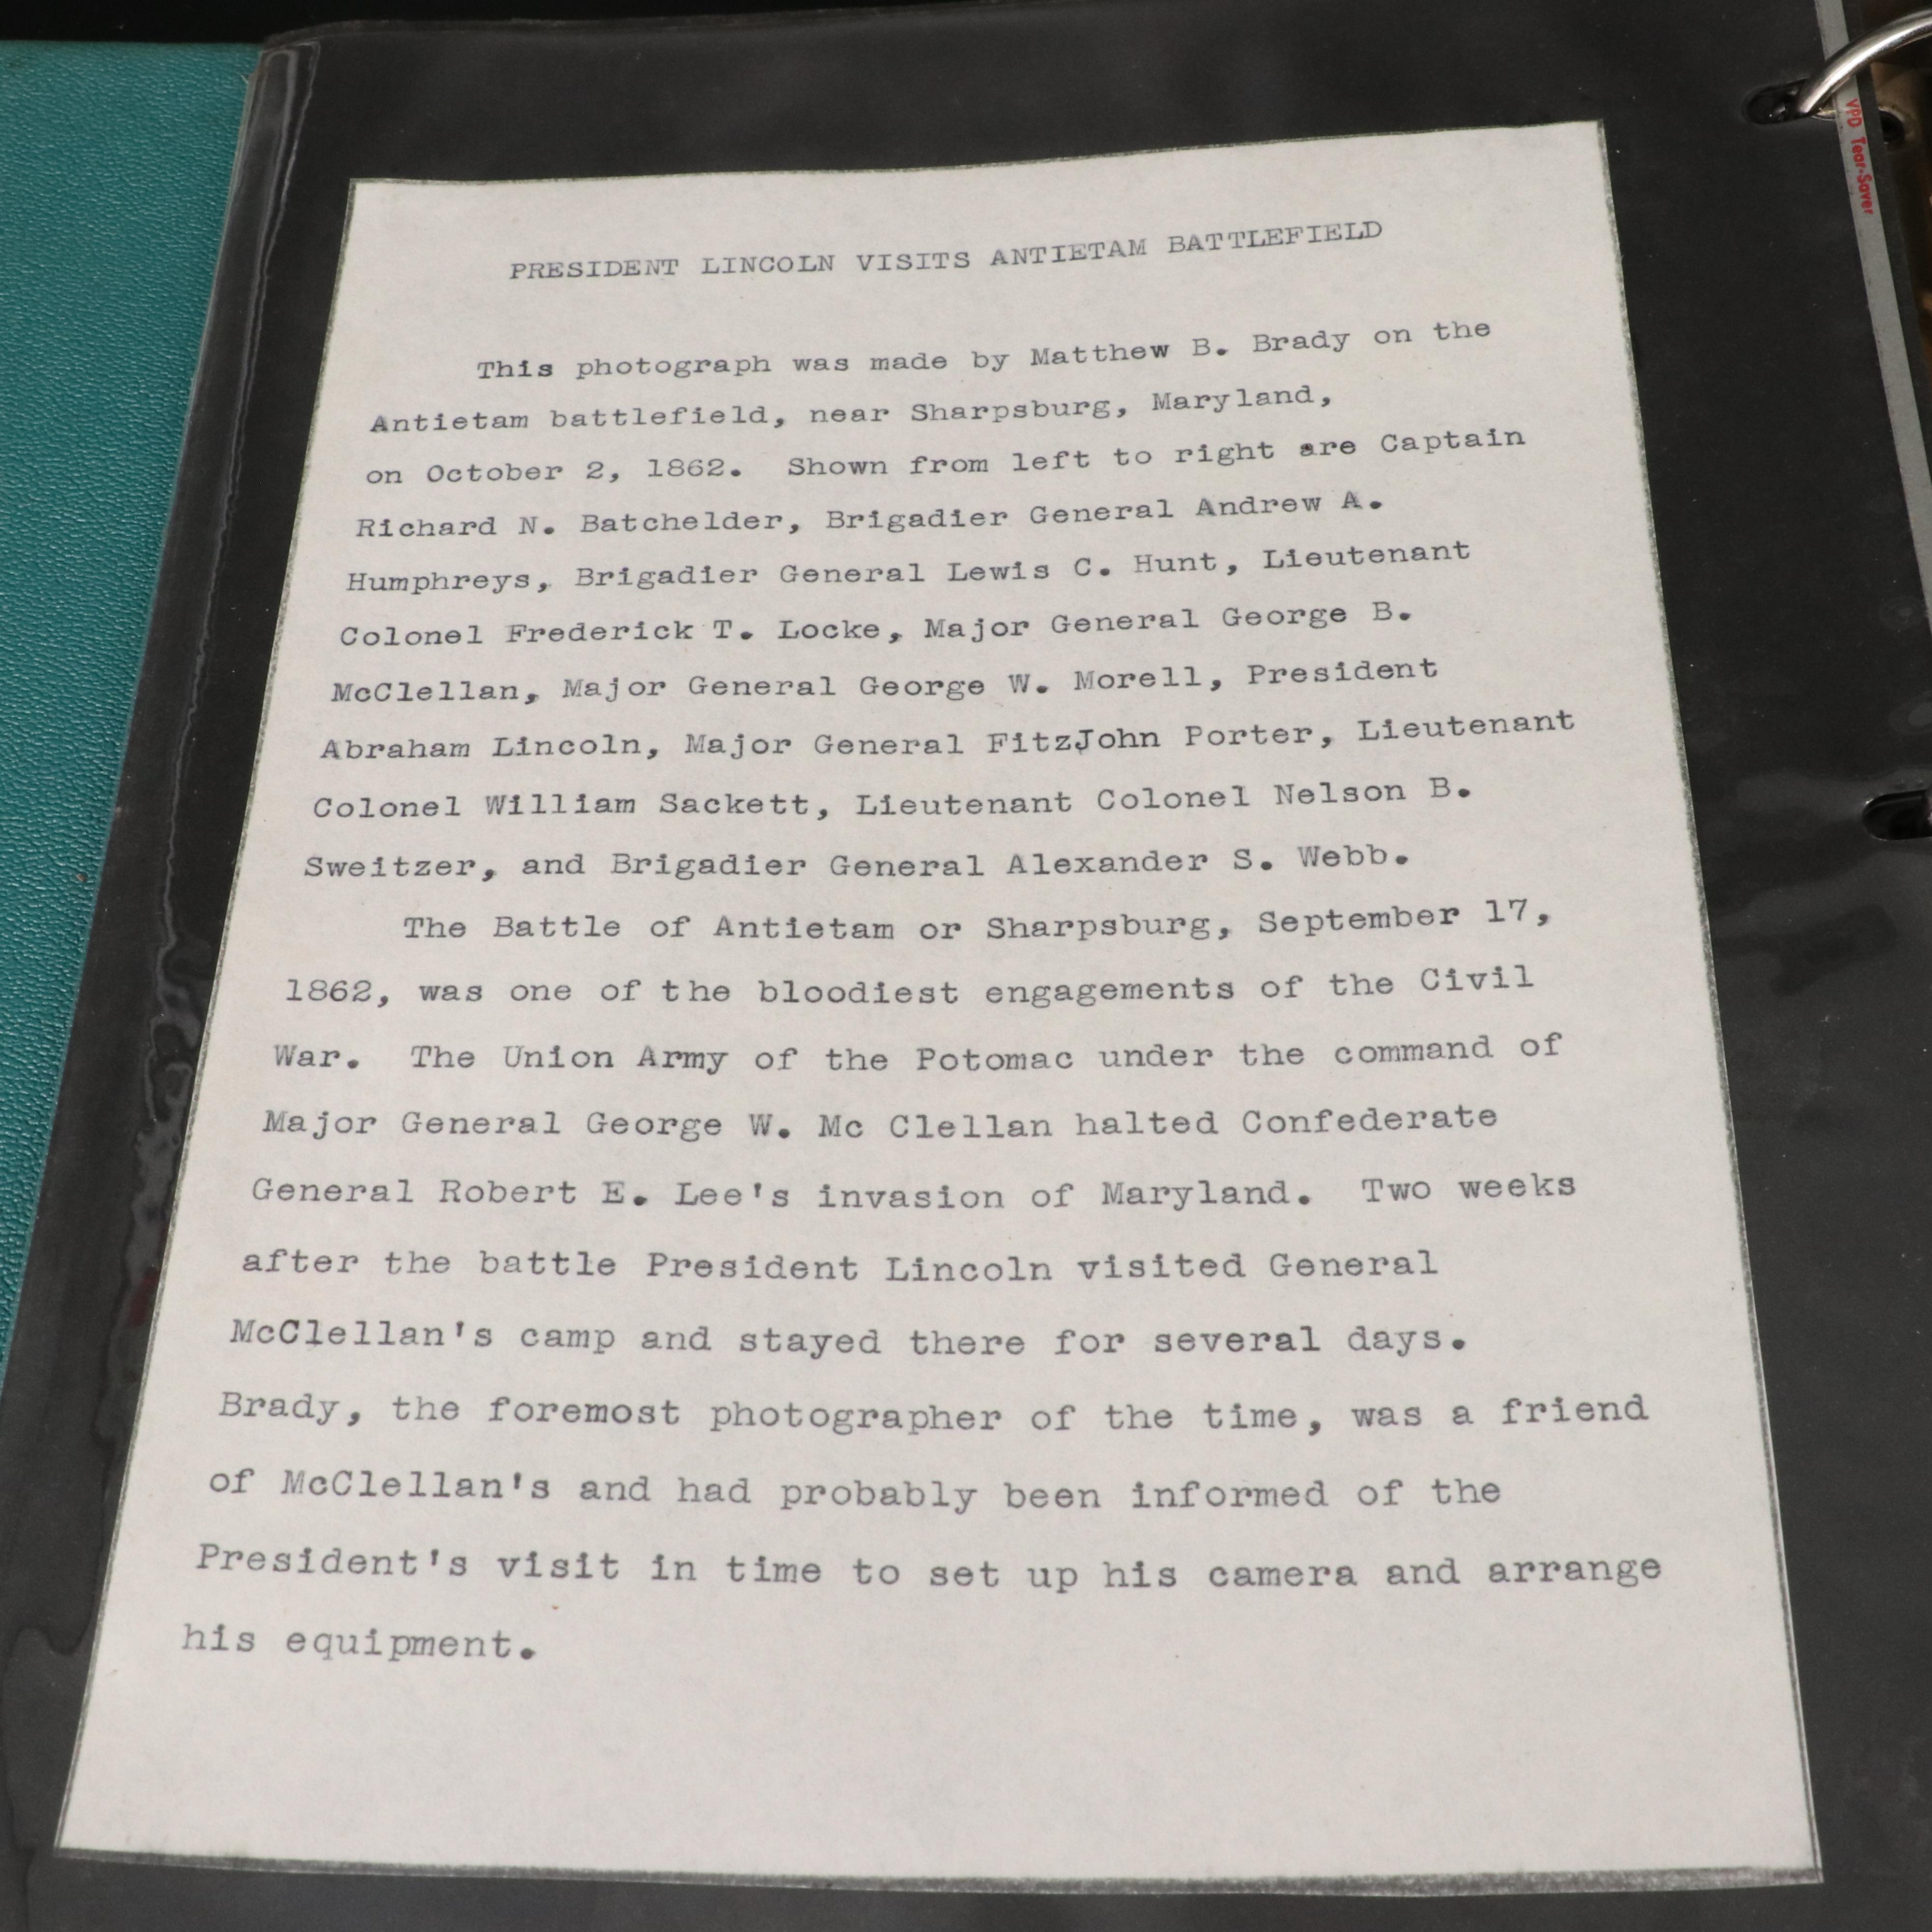 PRESIDENT LINCOLN VISITS ANTIETAM BATTLEFIELD
This photograph was made by Matthew B. Brady on the
Antietam battlefield, near Sharpsburg, Maryland,
on October 2, 1862. Shown from left to right are Captain
Richard N. Batchelder, Brigadier General Andrew A.
Humphreys, Brigadier General Lewis C. Hunt, Lieutenant
Colonel Frederick T. Locke, Major General George B.
McClellan, Major General George W. Morell, President
Abraham Lincoln, Major General FitzJohn Porter, Lieutenant
Colonel William Sackett, Lieutenant Colonel Nelson B.
Sweitzer, and Brigadier General Alexander S. Webb.
The Battle of Antietam or Sharpsburg, September 17,
1862, was one of the bloodiest engagements of the Civil
War. The Union Army of the Potomac under the command of
Major General George W. Mc Clellan halted Confederate
General Robert E. Lee's invasion of Maryland. Two weeks
after the battle President Lincoln visited General
McClellan's camp and stayed there for several days.
Brady, the foremost photographer of the time, was a friend
of McClellan's and had probably been informed of the
President's visit in time to set up his camera and arrange
his equipment.
VPD Tear-Saver